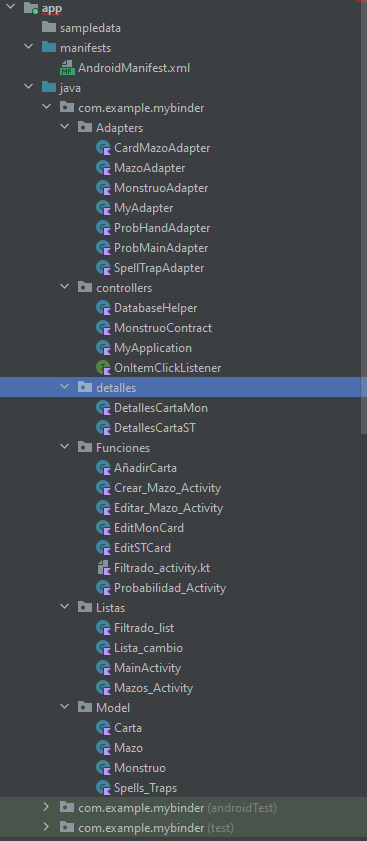 app
sampledata
manifests
AndroidManifest.xml
java
com.example.mybinder
Adapters
CardMazoAdapter
MazoAdapter
MonstruoAdapter
MyAdapter
ProbHandAdapter
ProbMainAdapter
SpellTrapAdapter
controllers
DatabaseHelper
MonstruoContract
MyApplication
OnItemClickListener
detalles
DetallesCartaMon
DetallesCartaST
Funciones
AñadirCarta
Crear_Mazo_Activity
Editar_Mazo_Activity
EditMonCard
EditSTCard
Filtrado_activity.kt
Probabilidad_Activity
Listas
Filtrado_list
Lista_cambio
MainActivity
Mazos_Activity
Model
Carta
Mazo
Monstruo
Spells_Traps
com.example.mybinder (androidTest)
com.example.mybinder (test)